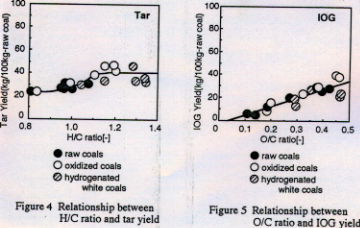 Tar
100
80
60
40
20
0
0.8
1.0
1.2
1.4
Tar Yield(kg/100kg-raw coal)
H/C ratio[-]
raw coals
oxidized coals
hydrogenated
white coals
Figure 4 Relationship between
H/C ratio and tar yield
IOG
100
80
60
40
20
0
0
0.1
0.2
0.3
0.4
0.5
IOG Yield(kg/100kg-raw coal)
O/C ratio[-]
raw coals
oxidized coals
hydrogenated
white coals
Figure 5 Relationship between
O/C ratio and IOG yield